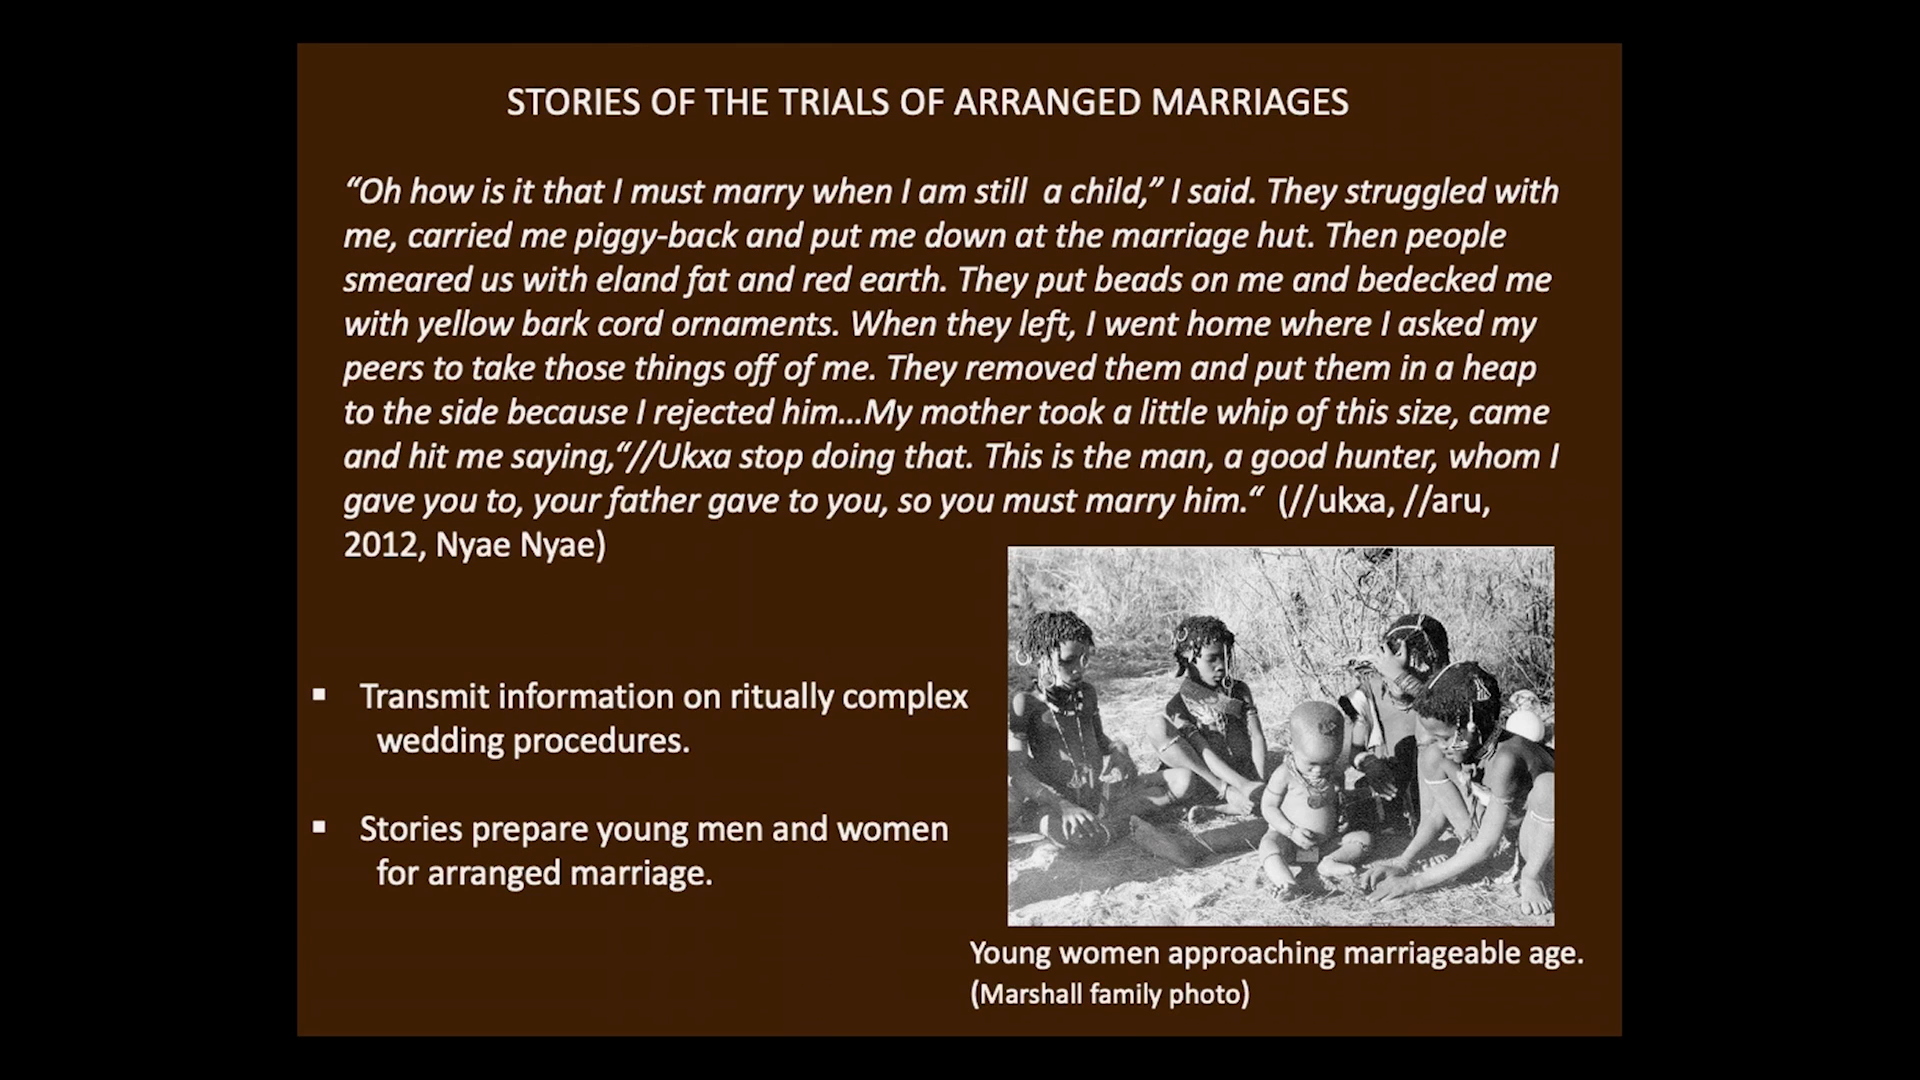 STORIES OF THE TRIALS OF ARRANGED MARRIAGES
“Oh how is it that I must marry when I am still  a child,” I said. They struggled with
me, carried me piggy-back and put me down at the marriage hut. Then people
smeared us with eland fat and red earth. They put beads on me and bedecked me
with yellow bark cord ornaments. When they left, I went home where I asked my
peers to take those things off of me. They removed them and put them in a heap
to the side because I rejected him...My mother took a little whip of this size, came
and hit me saying,“//Ukxa stop doing that. This is the man, a good hunter, whom I
gave you to, your father gave to you, so you must marry him.“  (//ukxa, //aru,
2012, Nyae Nyae)
▪ Transmit information on ritually complex
wedding procedures.
▪ Stories prepare young men and women
for arranged marriage.
Young women approaching marriageable age.
(Marshall family photo)